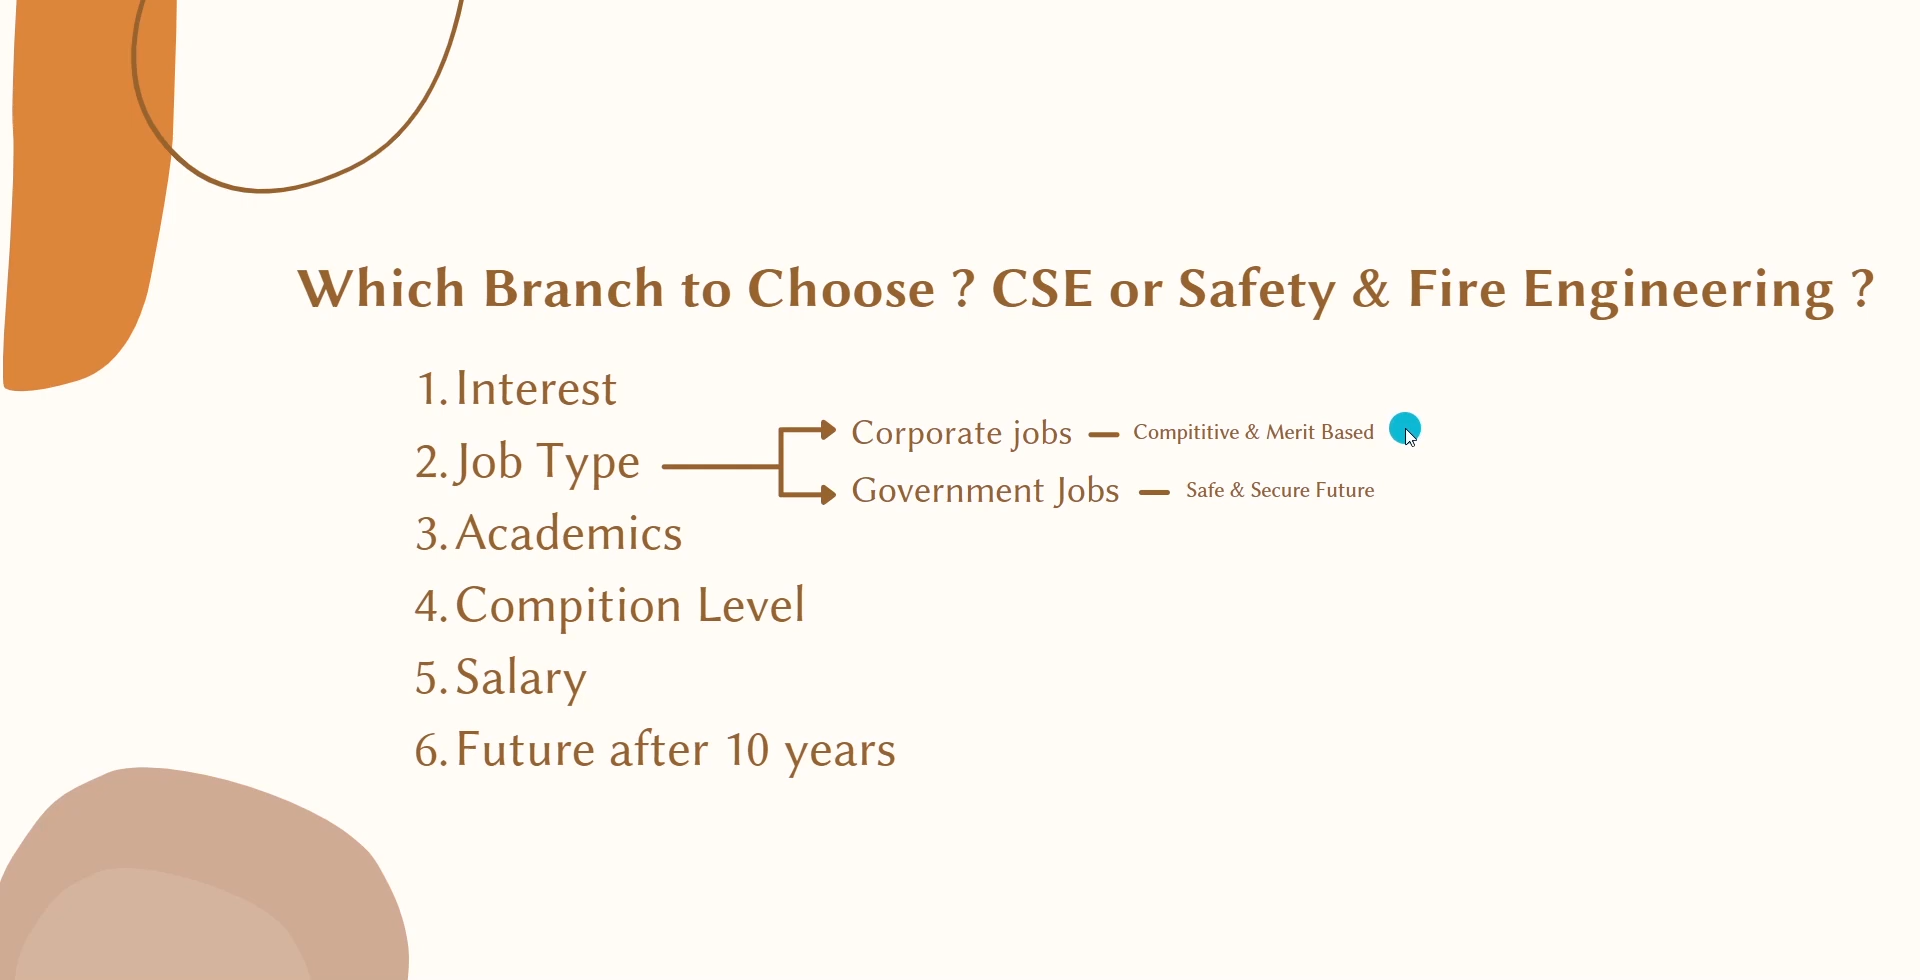 Which Branch to Choose ? CSE or Safety & Fire Engineering ?
1. Interest
2. Job Type
Corporate jobs — Compititive & Merit Based
Government Jobs — Safe & Secure Future
3. Academics
4. Compition Level
5. Salary
6. Future after 10 years